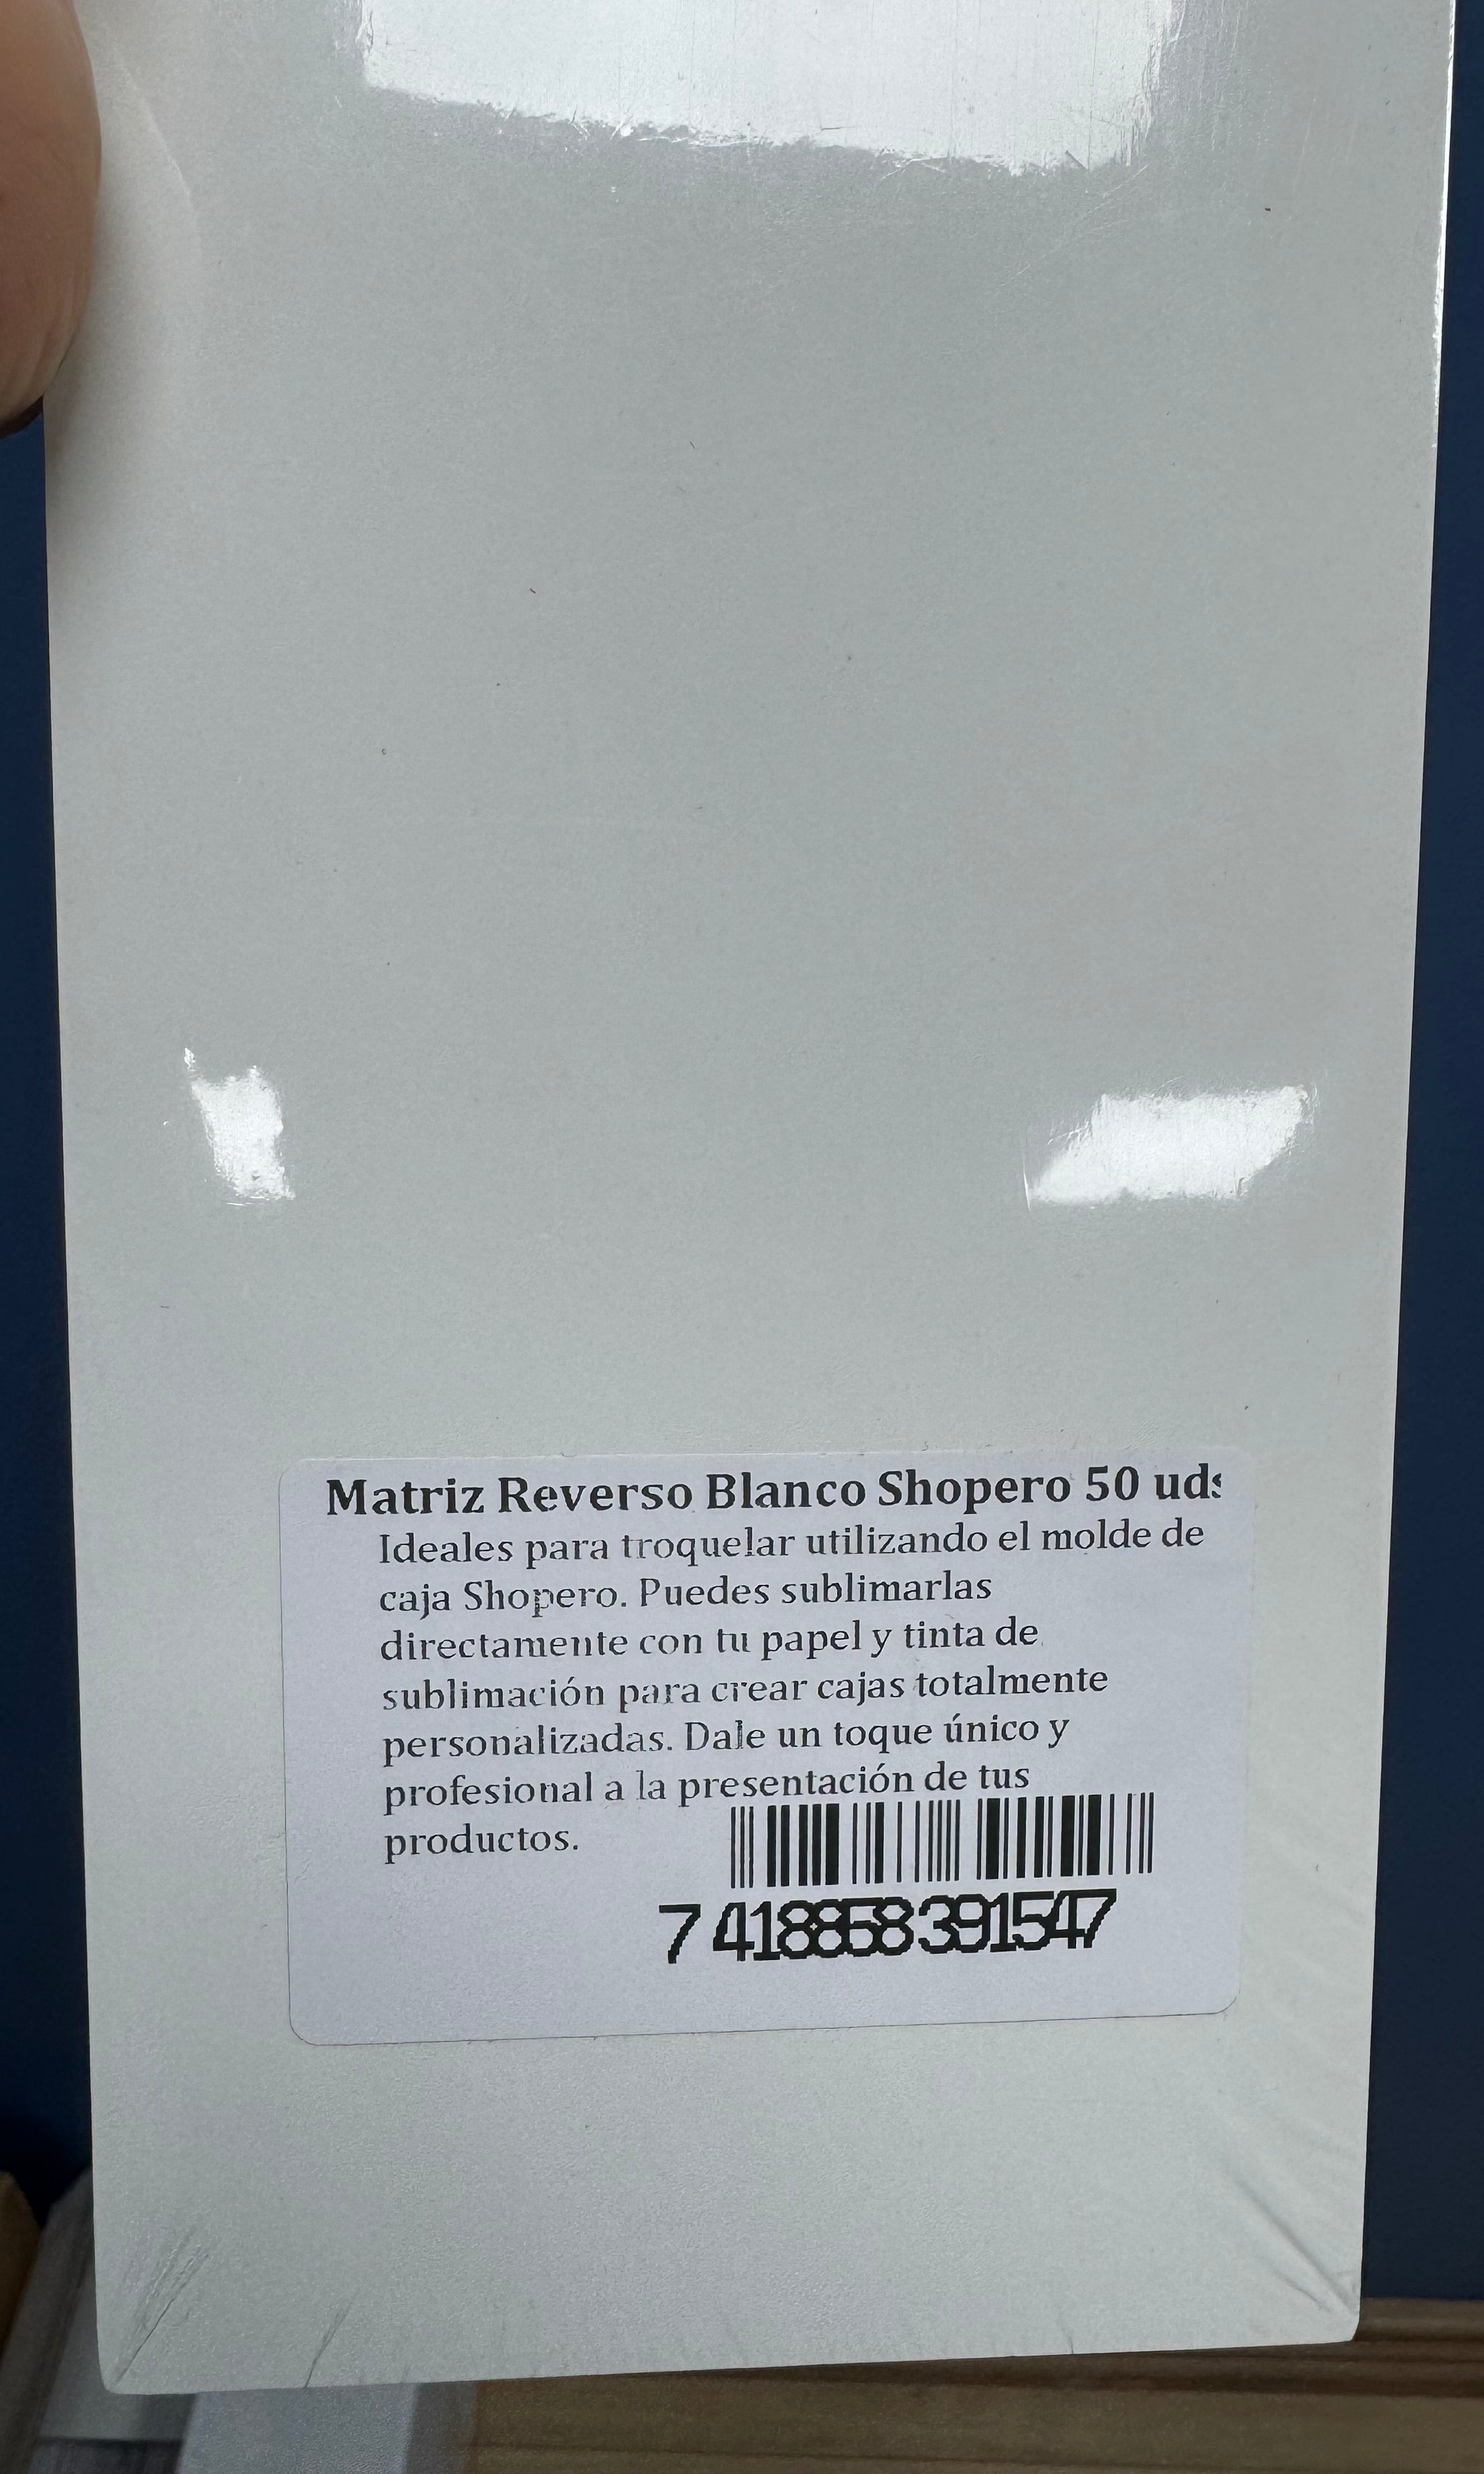 Matriz Reverso Blanco Shopero 50 uds
Ideales para troquelar utilizando el molde de
caja Shopero. Puedes sublimarlas
directamente con tu papel y tinta de
sublimación para crear cajas totalmente
personalizadas. Dale un toque único y
profesional a la presentación de tus
productos.
7 418858 391547